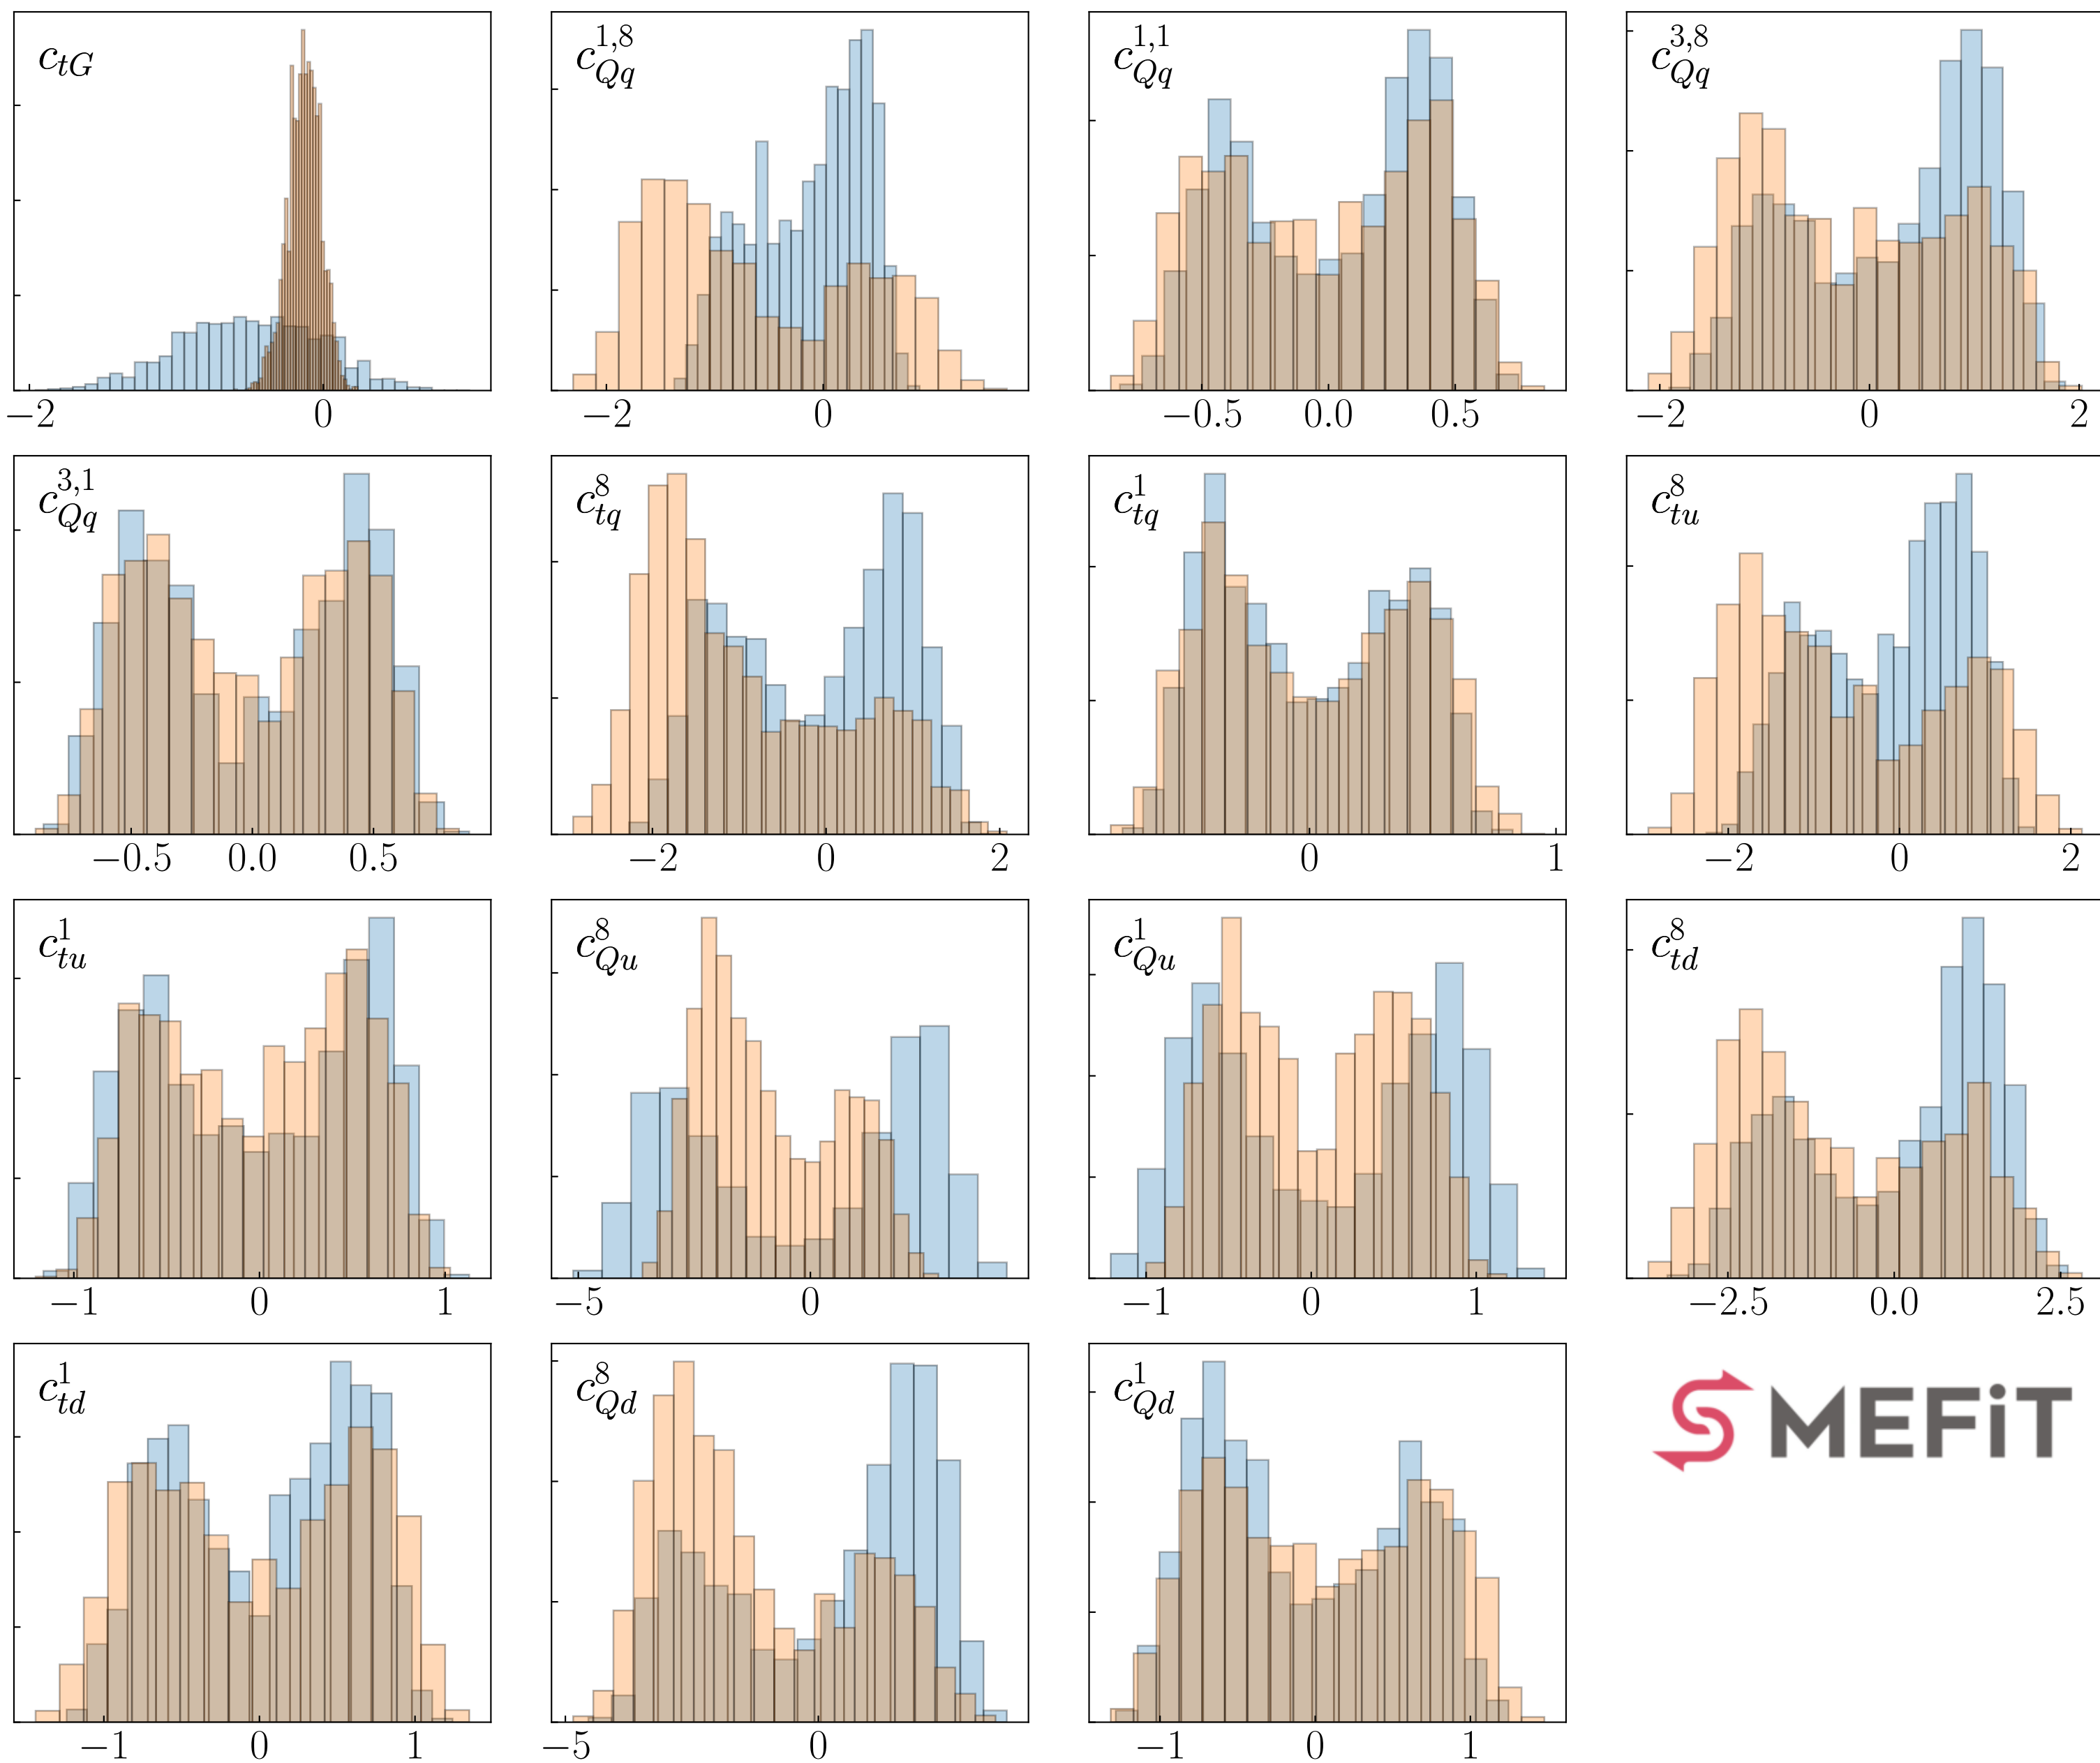 c_{tG}
−2 0
c_{Qq}^{1,8}
−2 0
c_{Qq}^{1,1}
−0.5 0.0 0.5
c_{Qq}^{3,8}
−2 0 2
c_{Qq}^{3,1}
−0.5 0.0 0.5
c_{tq}^{8}
−2 0 2
c_{tq}^{1}
0 1
c_{tu}^{8}
−2 0 2
c_{tu}^{1}
−1 0 1
c_{Qu}^{8}
−5 0
c_{Qu}^{1}
−1 0 1
c_{td}^{8}
−2.5 0.0 2.5
c_{td}^{1}
−1 0 1
c_{Qd}^{8}
−5 0
c_{Qd}^{1}
−1 0 1
SMEFiT